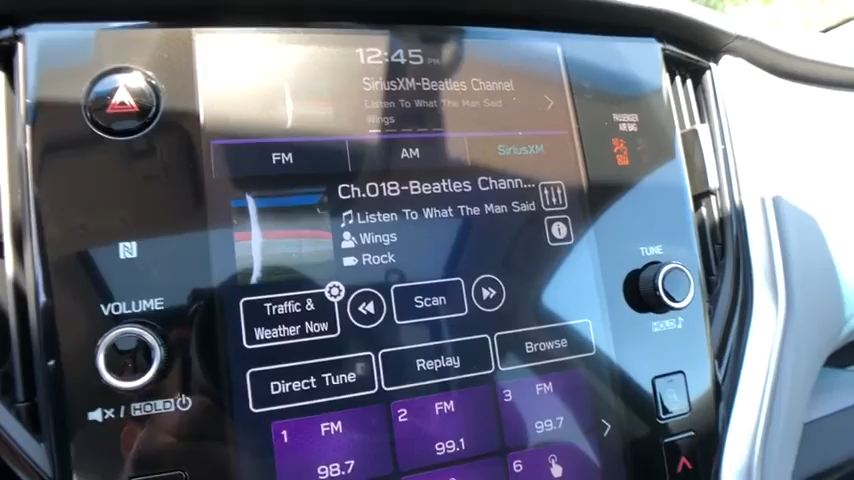 12:45 PM
SiriusXM-Beatles Channel
Listen To What The Man Said
Wings
PASSENGER
AIR BAG
FM
AM
SiriusXM
Ch.018-Beatles Chann...
Listen To What The Man Said
Wings
Rock
N
TUNE
HOLD
VOLUME
Traffic &
Weather Now
Scan
Direct Tune
Replay
Browse
/ HOLD
1 FM
98.7
2 FM
99.1
3 FM
99.7
6